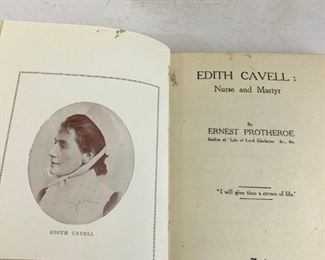 EDITH CAVELL
EDITH CAVELL:
Nurse and Martyr
By
ERNEST PROTHEROE
Author of 'Life of Lord Kitchener' &c., &c.
'I will give thee a crown of life.'